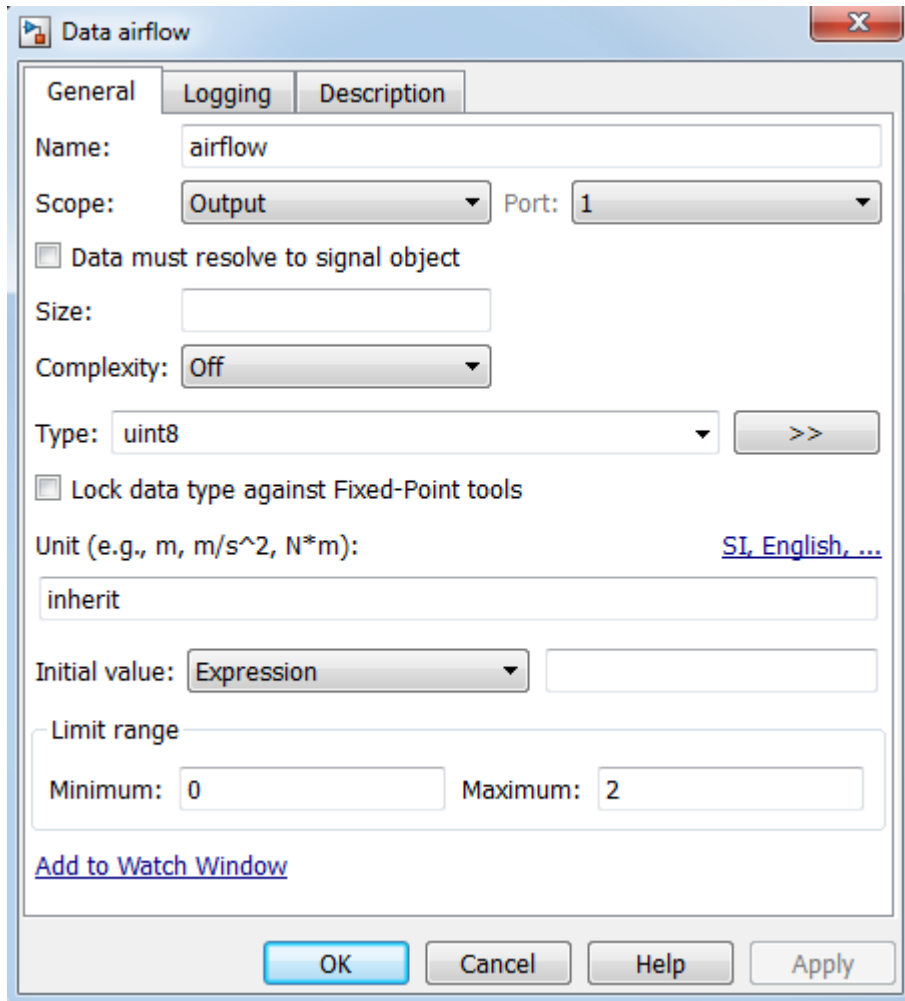 Data airflow
General Logging Description
Name: airflow
Scope: Output Port: 1
Data must resolve to signal object
Size:
Complexity: Off
Type: uint8 >>
Lock data type against Fixed-Point tools
Unit (e.g., m, m/s^2, N*m): SI, English, ...
inherit
Initial value: Expression
Limit range
Minimum: 0 Maximum: 2
Add to Watch Window
OK Cancel Help Apply